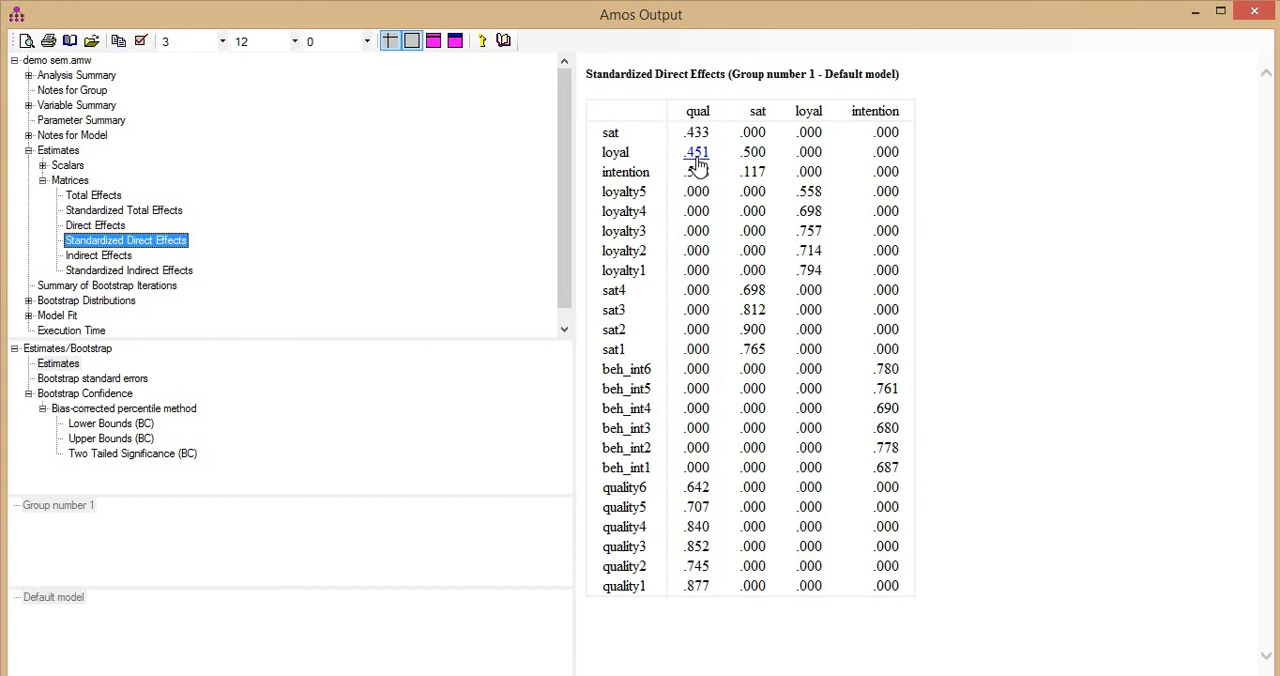 Amos Output
3 12 0
demo sem.amw
Analysis Summary
Notes for Group
Variable Summary
Parameter Summary
Notes for Model
Estimates
Scalars
Matrices
Total Effects
Standardized Total Effects
Direct Effects
Standardized Direct Effects
Indirect Effects
Standardized Indirect Effects
Summary of Bootstrap Iterations
Bootstrap Distributions
Model Fit
Execution Time
Estimates/Bootstrap
Estimates
Bootstrap standard errors
Bootstrap Confidence
Bias-corrected percentile method
Lower Bounds (BC)
Upper Bounds (BC)
Two Tailed Significance (BC)
Group number 1
Default model
Standardized Direct Effects (Group number 1 - Default model)
qual sat loyal intention
sat .433 .000 .000 .000
loyal .451 .500 .000 .000
intention .117 .000 .000
loyalty5 .000 .000 .558 .000
loyalty4 .000 .000 .698 .000
loyalty3 .000 .000 .757 .000
loyalty2 .000 .000 .714 .000
loyalty1 .000 .000 .794 .000
sat4 .000 .698 .000 .000
sat3 .000 .812 .000 .000
sat2 .000 .900 .000 .000
sat1 .000 .765 .000 .000
beh_int6 .000 .000 .000 .780
beh_int5 .000 .000 .000 .761
beh_int4 .000 .000 .000 .690
beh_int3 .000 .000 .000 .680
beh_int2 .000 .000 .000 .778
beh_int1 .000 .000 .000 .687
quality6 .642 .000 .000 .000
quality5 .707 .000 .000 .000
quality4 .840 .000 .000 .000
quality3 .852 .000 .000 .000
quality2 .745 .000 .000 .000
quality1 .877 .000 .000 .000